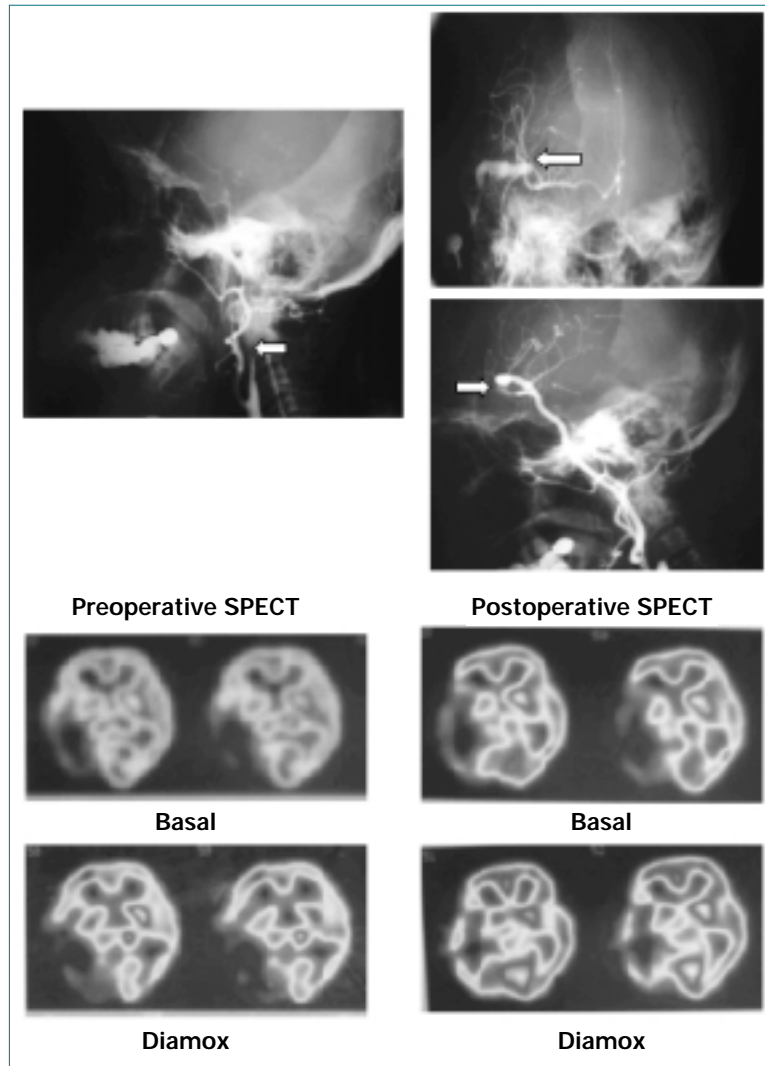 Preoperative SPECT
Postoperative SPECT
Basal
Basal
Diamox
Diamox